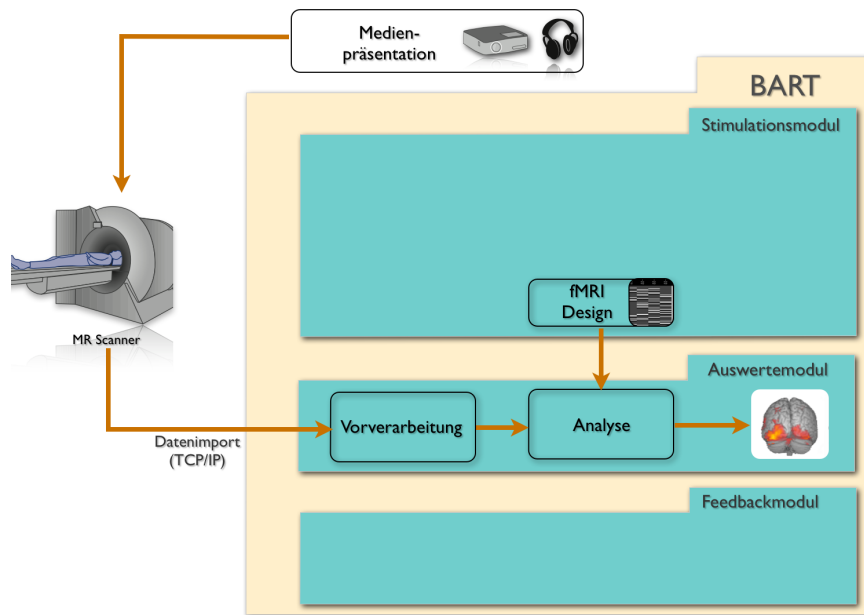 Medien-
präsentation
BART
Stimulationsmodul
fMRI
Design
MR Scanner
Auswertemodul
Vorverarbeitung
Analyse
Datenimport
(TCP/IP)
Feedbackmodul